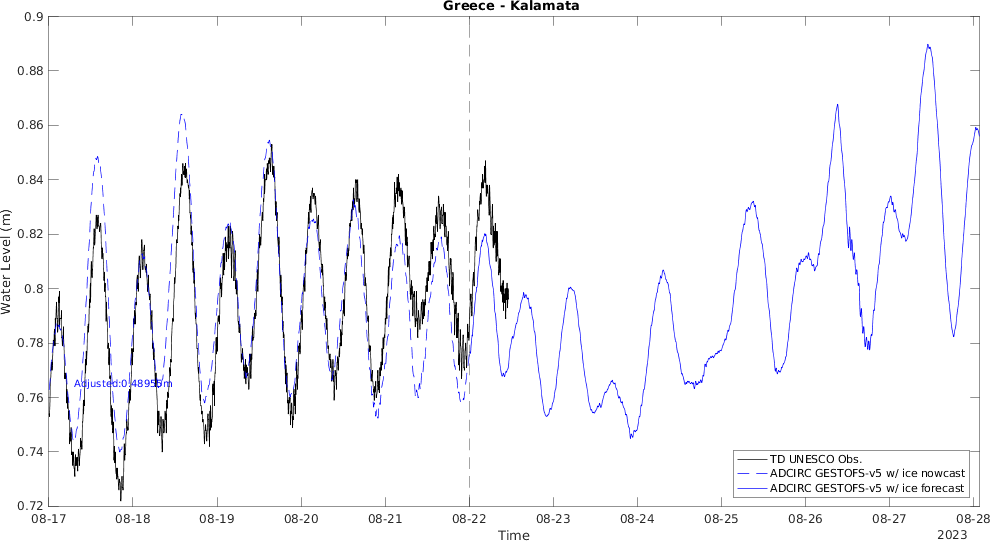 Greece - Kalamata
Water Level (m)
0.9
0.88
0.86
0.84
0.82
0.8
0.78
0.76
0.74
0.72
Adjusted:0.48955m
TD UNESCO Obs.
ADCIRC GESTOFS-v5 w/ ice nowcast
ADCIRC GESTOFS-v5 w/ ice forecast
08-17 08-18 08-19 08-20 08-21 08-22 08-23 08-24 08-25 08-26 08-27 08-28
Time
2023